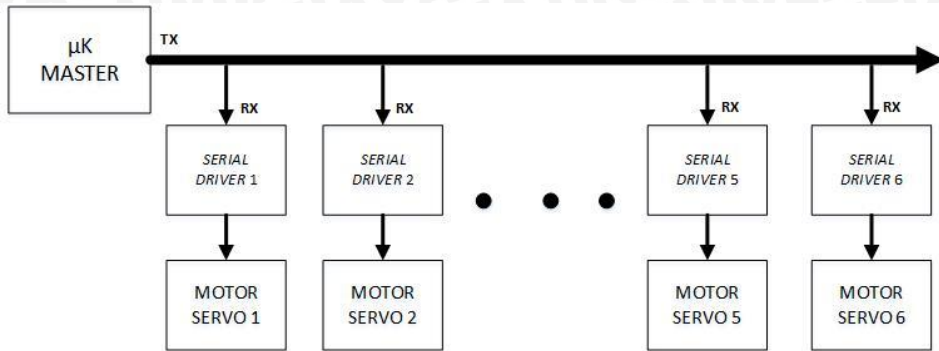 µK
MASTER
TX
RX
RX
RX
RX
SERIAL
DRIVER 1
SERIAL
DRIVER 2
SERIAL
DRIVER 5
SERIAL
DRIVER 6
MOTOR
SERVO 1
MOTOR
SERVO 2
MOTOR
SERVO 5
MOTOR
SERVO 6